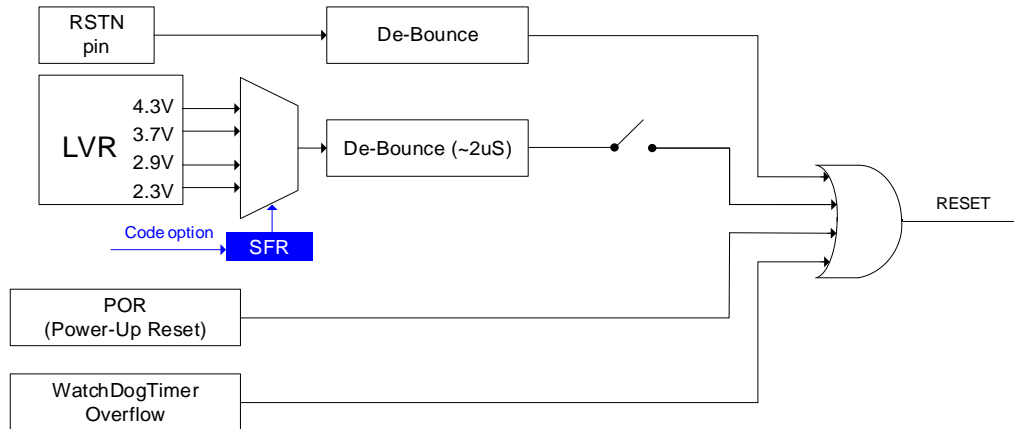 RSTN
pin
De-Bounce
LVR
4.3V
3.7V
2.9V
2.3V
De-Bounce (~2uS)
Code option
SFR
RESET
POR
(Power-Up Reset)
WatchDogTimer
Overflow